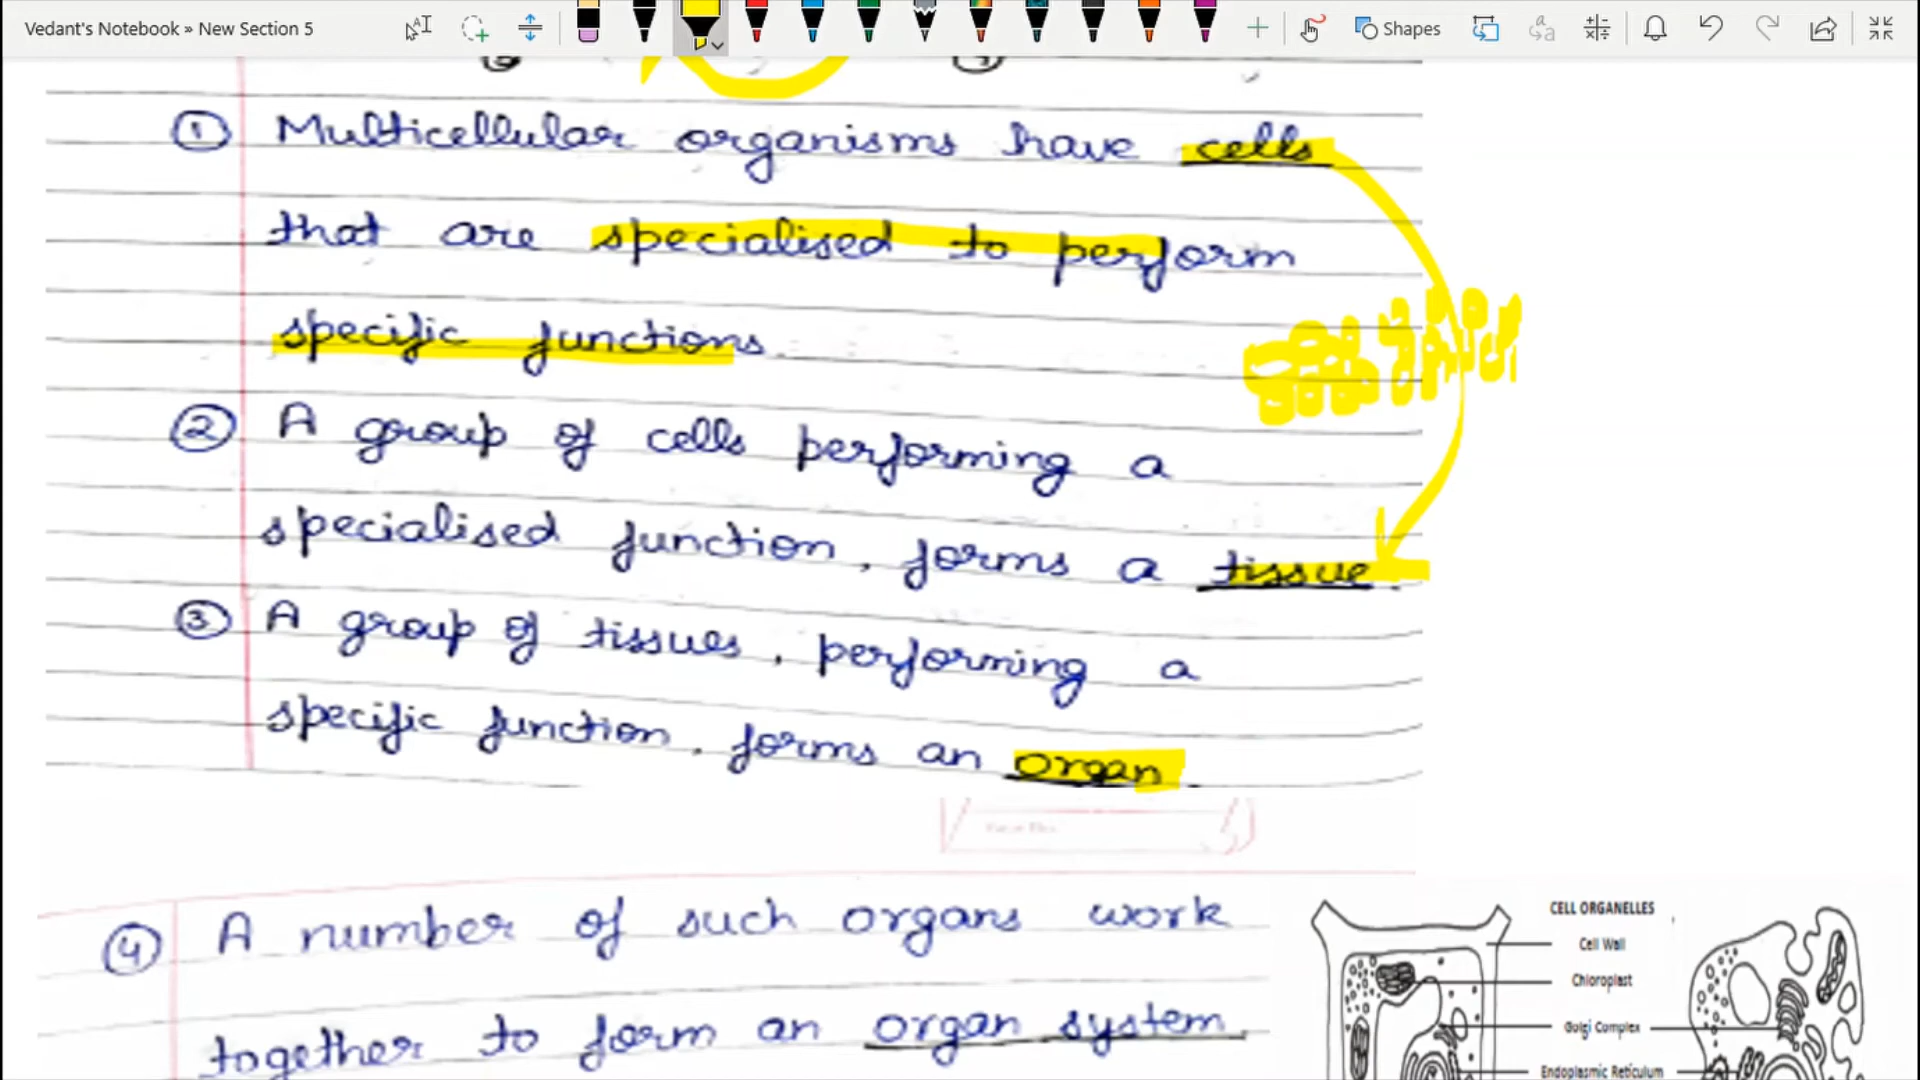 Vedant's Notebook » New Section 5
Shapes
① Multicellular organisms have cells
that are specialised to perform
specific functions.
② A group of cells performing a
specialised function, forms a tissue.
③ A group of tissues, performing a
specific function, forms an organ.
④ A number of such organs work
together to form an organ system
CELL ORGANELLES
Cell Wall
Chloroplast
Golgi Complex
Endoplasmic Reticulum